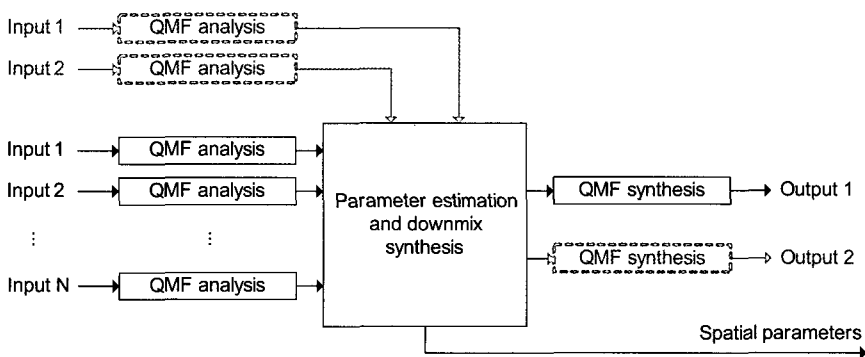 Input 1 QMF analysis
Input 2 QMF analysis
Input 1 QMF analysis
Input 2 QMF analysis
⋮ ⋮
Input N QMF analysis
Parameter estimation
and downmix
synthesis
QMF synthesis Output 1
QMF synthesis Output 2
Spatial parameters